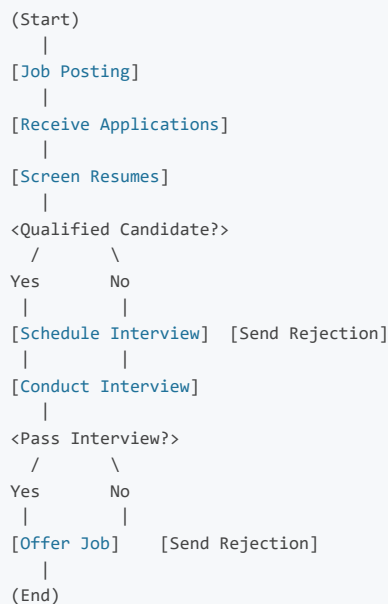 (Start)
   |
[Job Posting]
   |
[Receive Applications]
   |
[Screen Resumes]
   |
<Qualified Candidate?>
  /        \
Yes       No
 |          |
[Schedule Interview]  [Send Rejection]
 |          |
[Conduct Interview]
   |
<Pass Interview?>
  /        \
Yes       No
 |          |
[Offer Job]    [Send Rejection]
   |
(End)